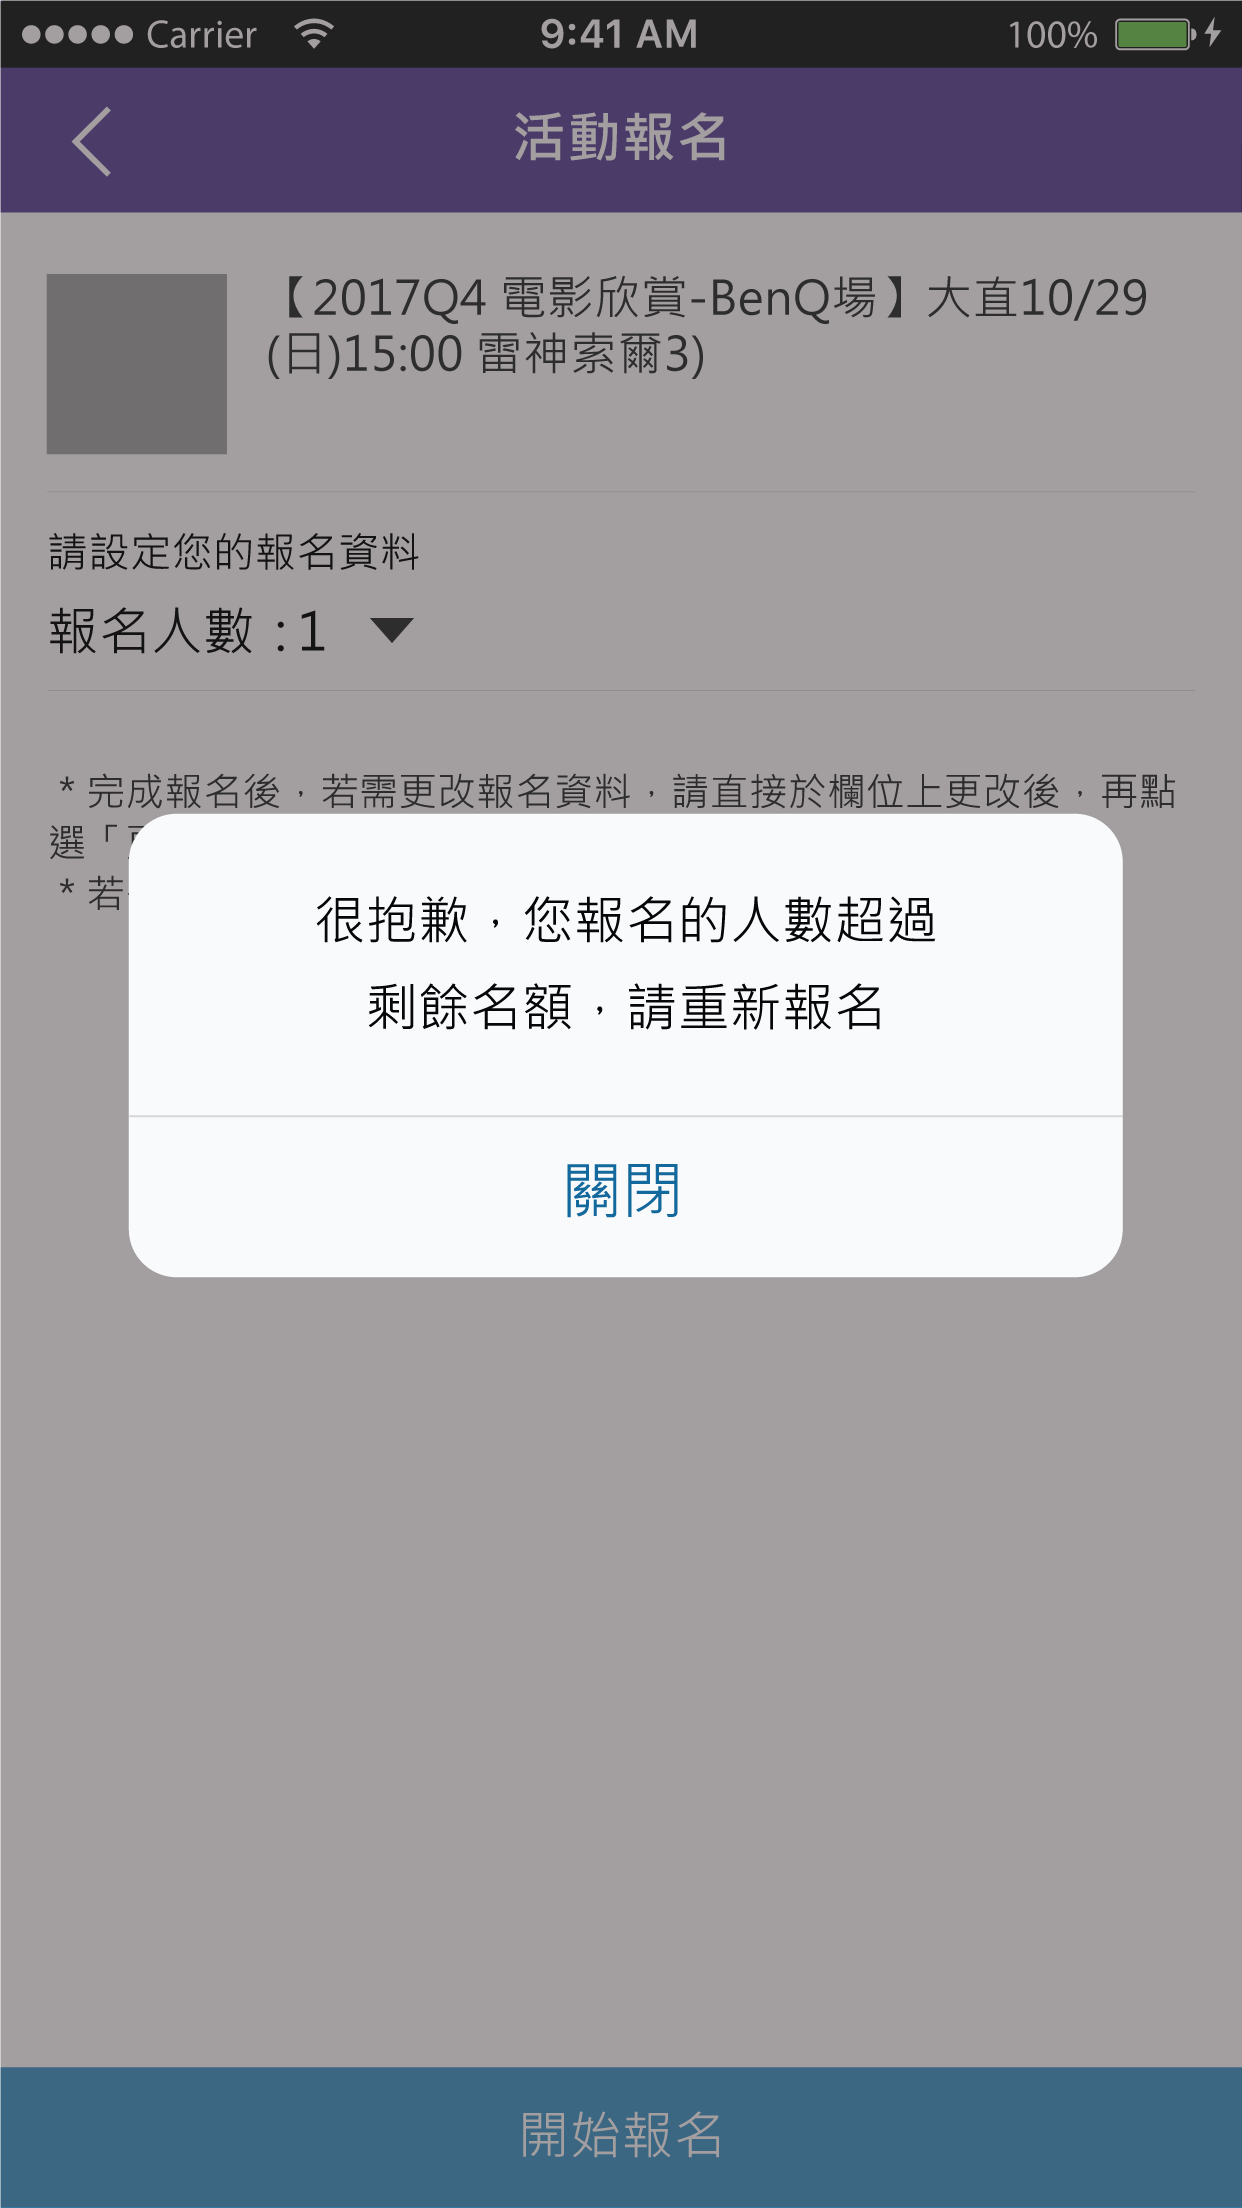 Carrier 9:41 AM 100%
活動報名
【2017Q4 電影欣賞-BenQ場】大直10/29
(日)15:00 雷神索爾3)
請設定您的報名資料
報名人數 : 1
* 完成報名後，若需更改報名資料，請直接於欄位上更改後，再點
選「
* 若
很抱歉，您報名的人數超過
剩餘名額，請重新報名
關閉
開始報名